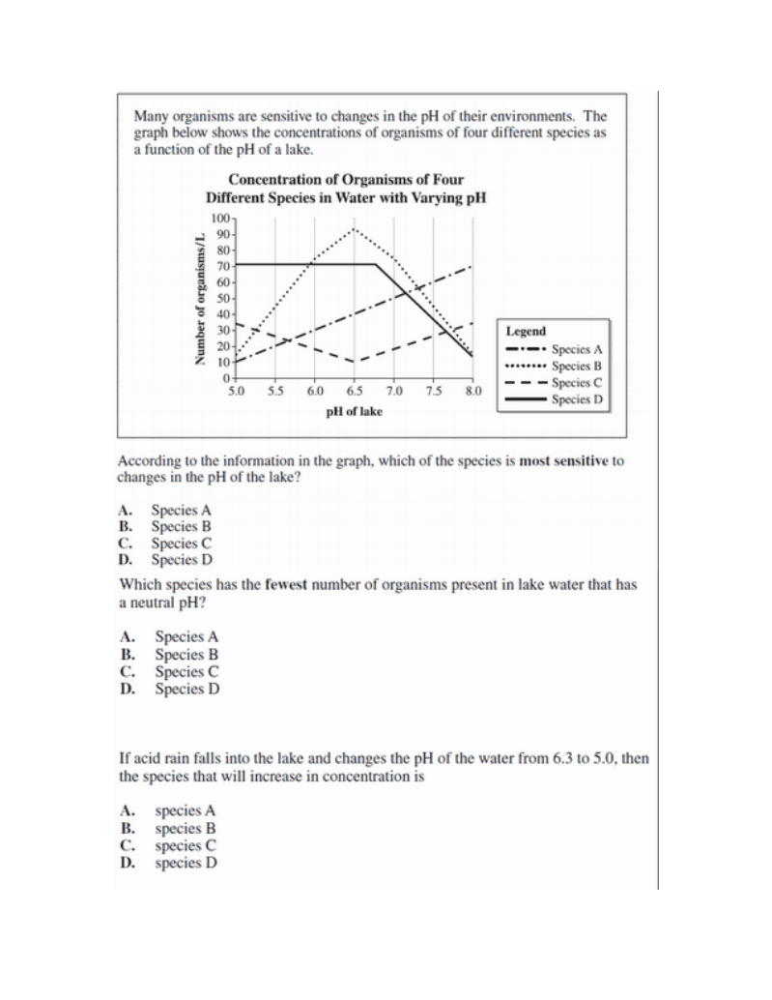 Many organisms are sensitive to changes in the pH of their environments. The
graph below shows the concentrations of organisms of four different species as
a function of the pH of a lake.
Concentration of Organisms of Four
Different Species in Water with Varying pH
Number of organisms/L
100
90
80
70
60
50
40
30
20
10
0
5.0 5.5 6.0 6.5 7.0 7.5 8.0
pH of lake
Legend
Species A
Species B
Species C
Species D
According to the information in the graph, which of the species is most sensitive to
changes in the pH of the lake?
A. Species A
B. Species B
C. Species C
D. Species D
Which species has the fewest number of organisms present in lake water that has
a neutral pH?
A. Species A
B. Species B
C. Species C
D. Species D
If acid rain falls into the lake and changes the pH of the water from 6.3 to 5.0, then
the species that will increase in concentration is
A. species A
B. species B
C. species C
D. species D